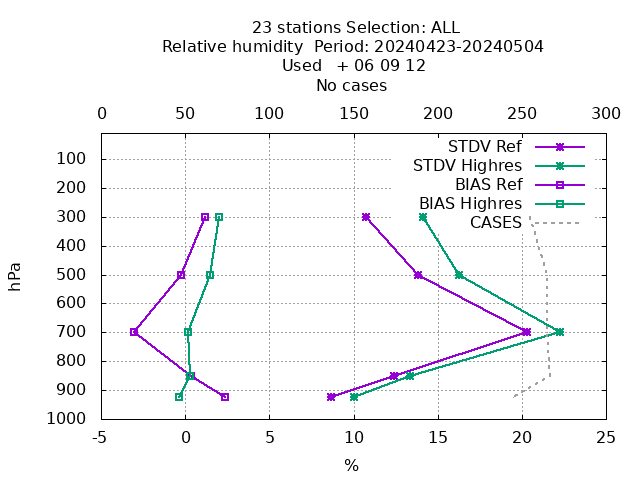 23 stations Selection: ALL
Relative humidity  Period: 20240423-20240504
Used   + 06 09 12
No cases
0 50 100 150 200 250 300
STDV Ref
STDV Highres
BIAS Ref
BIAS Highres
CASES
100
200
300
400
500
600
700
800
900
1000
hPa
-5 0 5 10 15 20 25
%